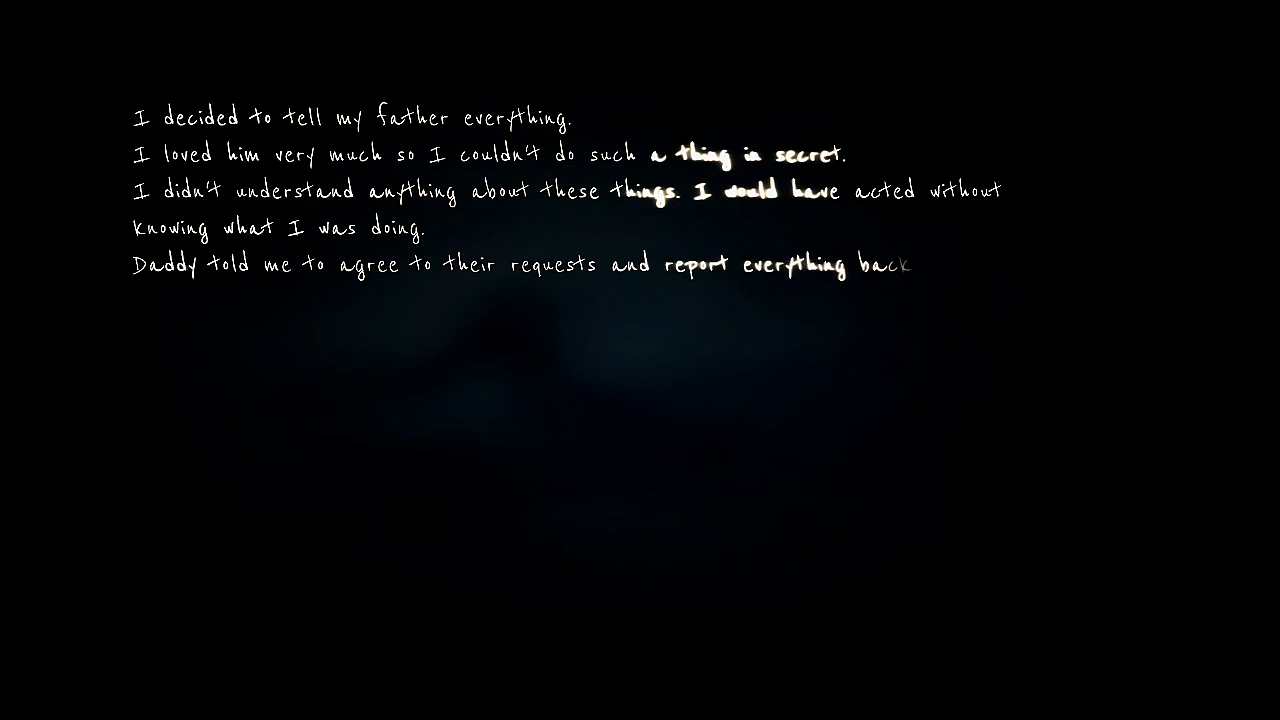 I decided to tell my father everything.
I loved him very much so I couldn't do such a thing in secret.
I didn't understand anything about these things. I would have acted without
knowing what I was doing.
Daddy told me to agree to their requests and report everything back